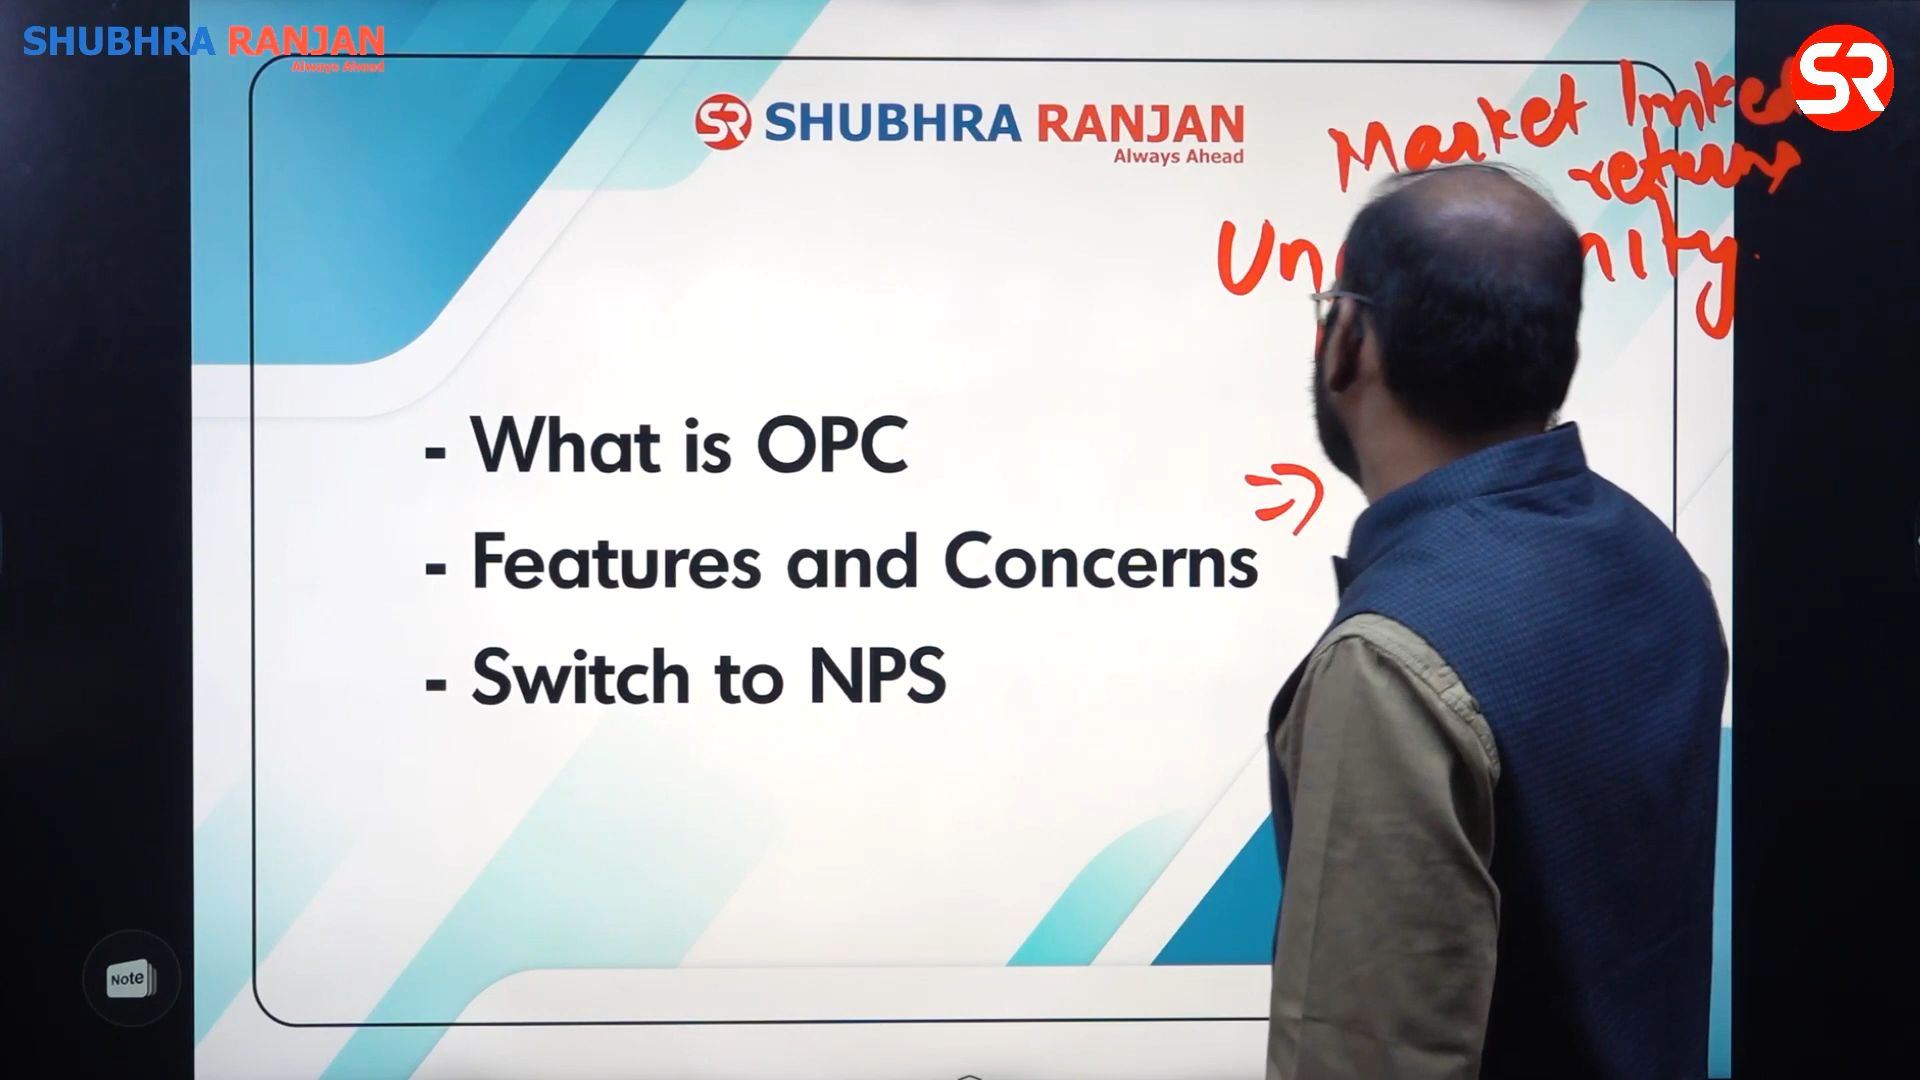 SHUBHRA RANJAN
Always Ahead
SR
SR SHUBHRA RANJAN
Always Ahead
Market linked
returns
- What is OPC
- Features and Concerns
- Switch to NPS
Note